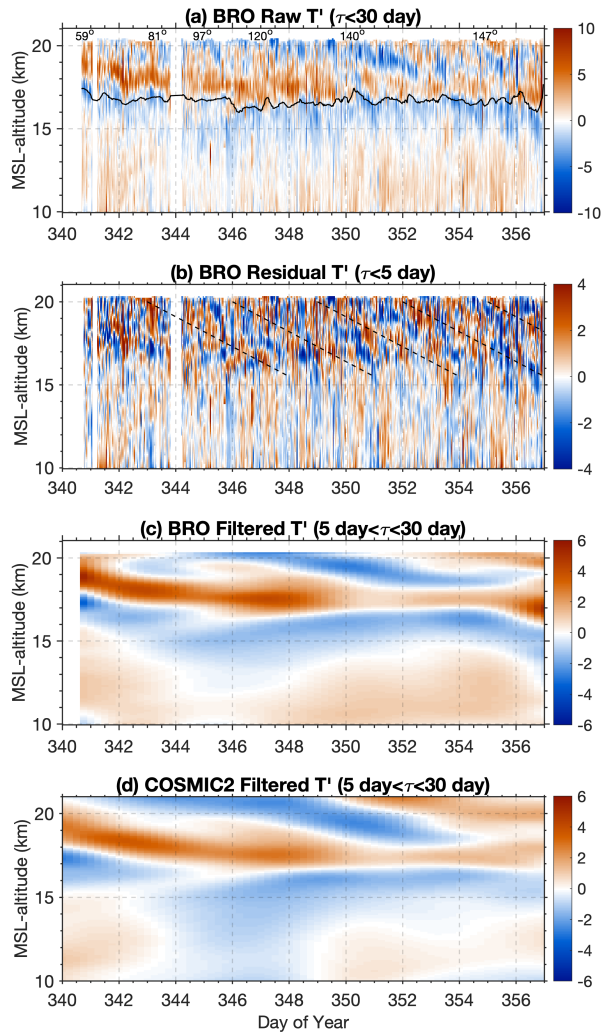 (a) BRO Raw T' (τ<30 day)
59° 81° 97° 120° 140° 147°
MSL-altitude (km)
20
15
10
340 342 344 346 348 350 352 354 356
10
5
0
-5
-10
(b) BRO Residual T' (τ<5 day)
MSL-altitude (km)
20
15
10
340 342 344 346 348 350 352 354 356
4
2
0
-2
-4
(c) BRO Filtered T' (5 day<τ<30 day)
MSL-altitude (km)
20
15
10
340 342 344 346 348 350 352 354 356
6
4
2
0
-2
-4
-6
(d) COSMIC2 Filtered T' (5 day<τ<30 day)
MSL-altitude (km)
20
15
10
340 342 344 346 348 350 352 354 356
Day of Year
6
4
2
0
-2
-4
-6